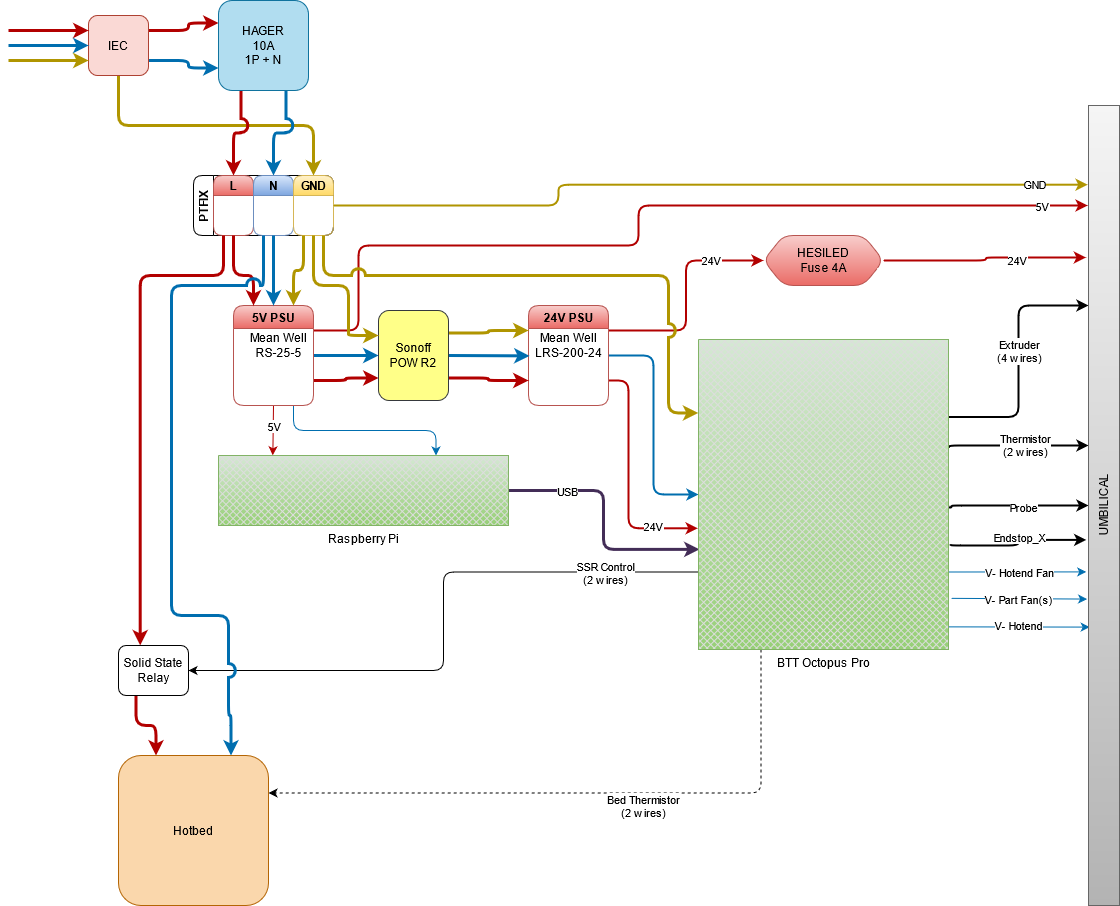 IEC
HAGER
10A
1P + N
PTFIX
L
N
GND
GND
5V
HESILED
Fuse 4A
24V
24V
5V PSU
Mean Well
RS-25-5
Sonoff
POW R2
24V PSU
Mean Well
LRS-200-24
Extruder
(4 wires)
5V
Thermistor
(2 wires)
USB
Raspberry Pi
24V
Probe
Endstop_X
UMBILICAL
SSR Control
(2 wires)
V- Hotend Fan
V- Part Fan(s)
V- Hotend
BTT Octopus Pro
Solid State
Relay
Bed Thermistor
(2 wires)
Hotbed